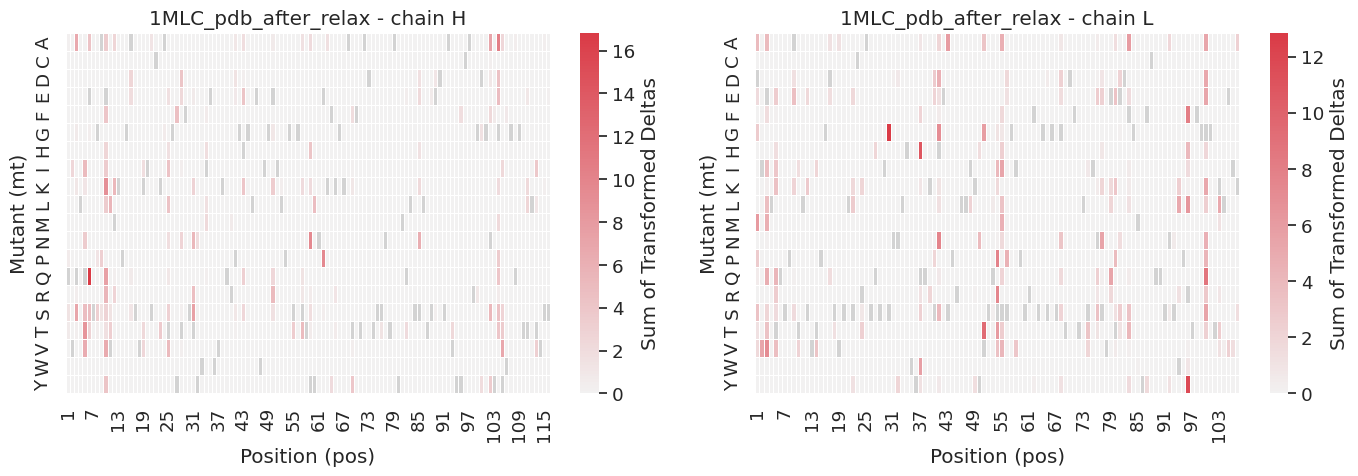 1MLC_pdb_after_relax - chain H
Mutant (mt)
A
C
D
E
F
G
H
I
K
L
M
N
P
Q
R
S
T
V
W
Y
1 7 13 19 25 31 37 43 49 55 61 67 73 79 85 91 97 103 109 115
Position (pos)
16
14
12
10
8
6
4
2
0
Sum of Transformed Deltas
1MLC_pdb_after_relax - chain L
Mutant (mt)
A
C
D
E
F
G
H
I
K
L
M
N
P
Q
R
S
T
V
W
Y
1 7 13 19 25 31 37 43 49 55 61 67 73 79 85 91 97 103
Position (pos)
12
10
8
6
4
2
0
Sum of Transformed Deltas